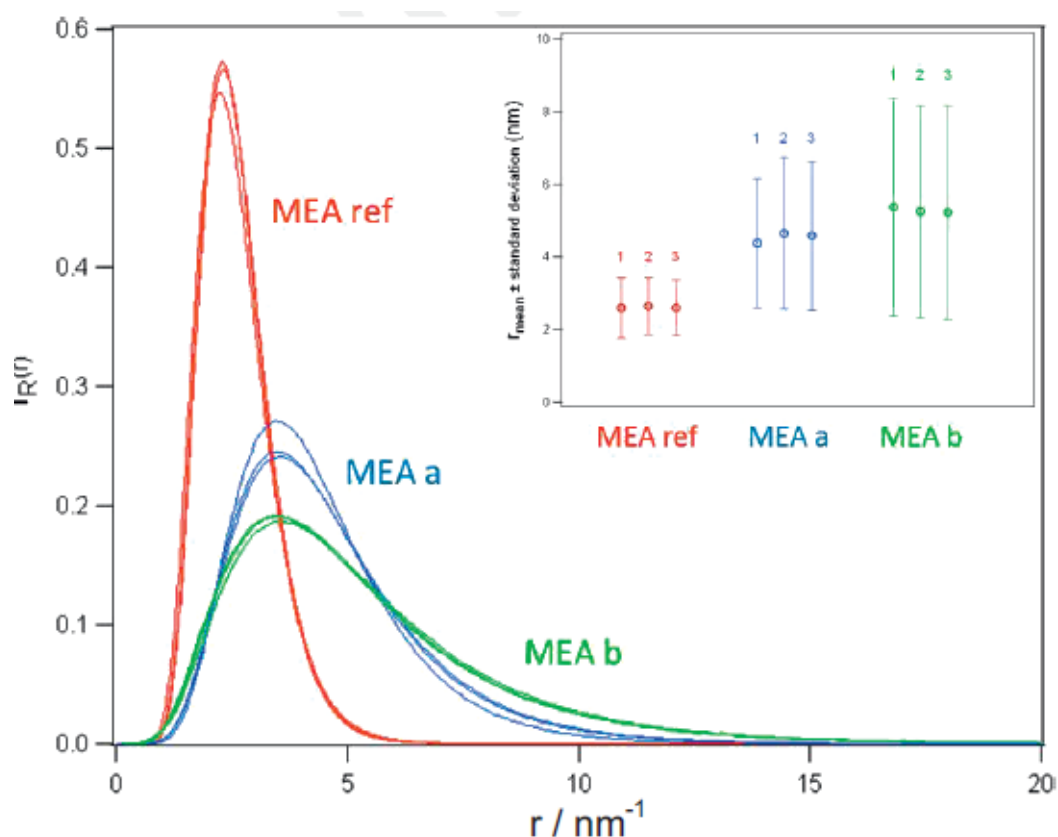 0.6
0.5
0.4
0.3
0.2
0.1
0.0
I_R(r)
0
5
10
15
20
r / nm⁻¹
MEA ref
MEA a
MEA b
10
8
6
4
2
0
r_mean ± standard deviation (nm)
1 2 3
1 2 3
1 2 3
MEA ref MEA a MEA b